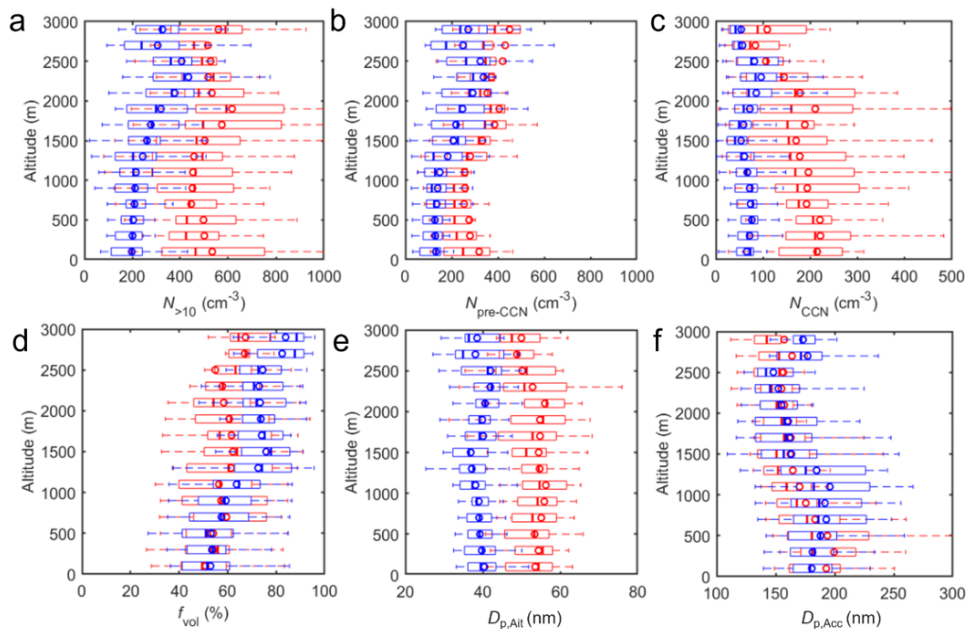 a
3000
2500
2000
1500
1000
500
0
Altitude (m)
0 200 400 600 800 1000
N>10 (cm-3)
b
3000
2500
2000
1500
1000
500
0
Altitude (m)
0 200 400 600 800 1000
Npre-CCN (cm-3)
c
3000
2500
2000
1500
1000
500
0
Altitude (m)
0 100 200 300 400 500
NCCN (cm-3)
d
3000
2500
2000
1500
1000
500
0
Altitude (m)
0 20 40 60 80 100
fvol (%)
e
3000
2500
2000
1500
1000
500
0
Altitude (m)
20 40 60 80
Dp,Ait (nm)
f
3000
2500
2000
1500
1000
500
0
Altitude (m)
100 150 200 250 300
Dp,Acc (nm)